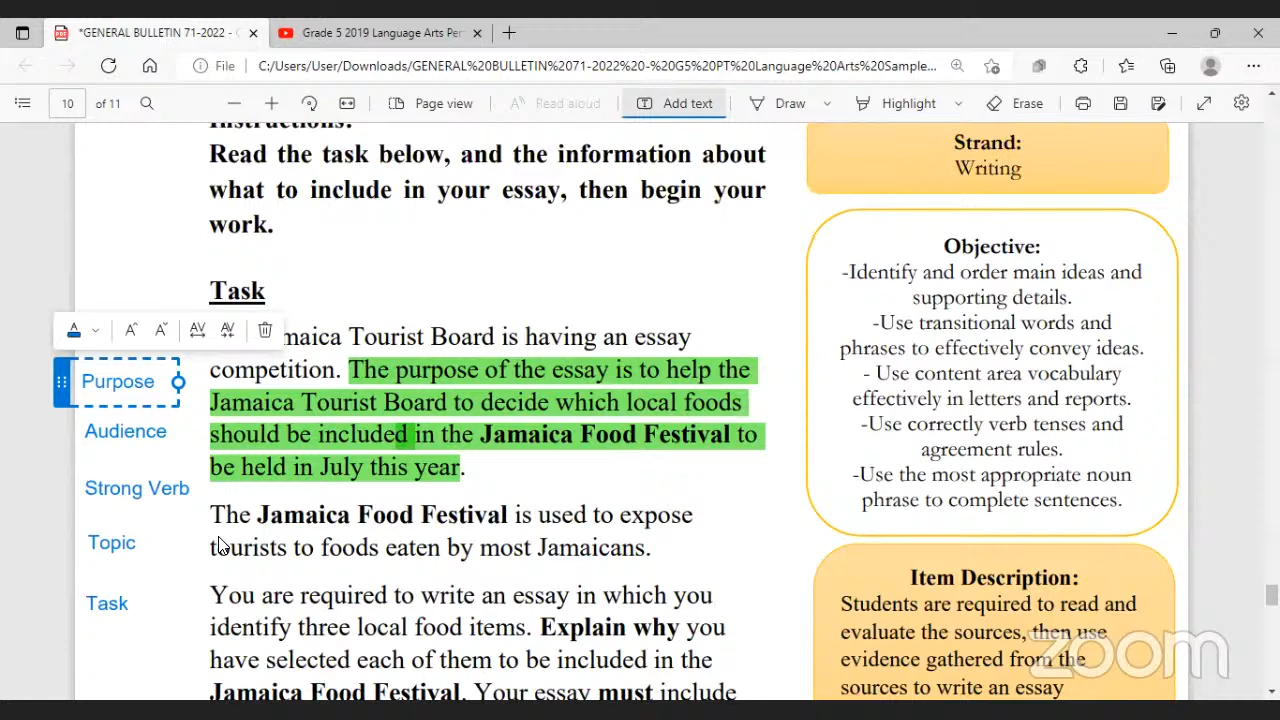 *GENERAL BULLETIN 71-2022 -
Grade 5 2019 Language Arts Per
File
C:/Users/User/Downloads/GENERAL%20BULLETIN%2071-2022%20-%20G5%20PT%20Language%20Arts%20Sample...
10 of 11
Page view
Read aloud
Add text
Draw
Highlight
Erase
Instructions:
Read the task below, and the information about
what to include in your essay, then begin your
work.
Task
maica Tourist Board is having an essay
competition. The purpose of the essay is to help the
Jamaica Tourist Board to decide which local foods
should be included in the Jamaica Food Festival to
be held in July this year.
The Jamaica Food Festival is used to expose
tourists to foods eaten by most Jamaicans.
You are required to write an essay in which you
identify three local food items. Explain why you
have selected each of them to be included in the
Jamaica Food Festival. Your essay must include
Purpose
Audience
Strong Verb
Topic
Task
Strand:
Writing
Objective:
-Identify and order main ideas and
supporting details.
-Use transitional words and
phrases to effectively convey ideas.
- Use content area vocabulary
effectively in letters and reports.
-Use correctly verb tenses and
agreement rules.
-Use the most appropriate noun
phrase to complete sentences.
Item Description:
Students are required to read and
evaluate the sources, then use
evidence gathered from the
sources to write an essay
zoom